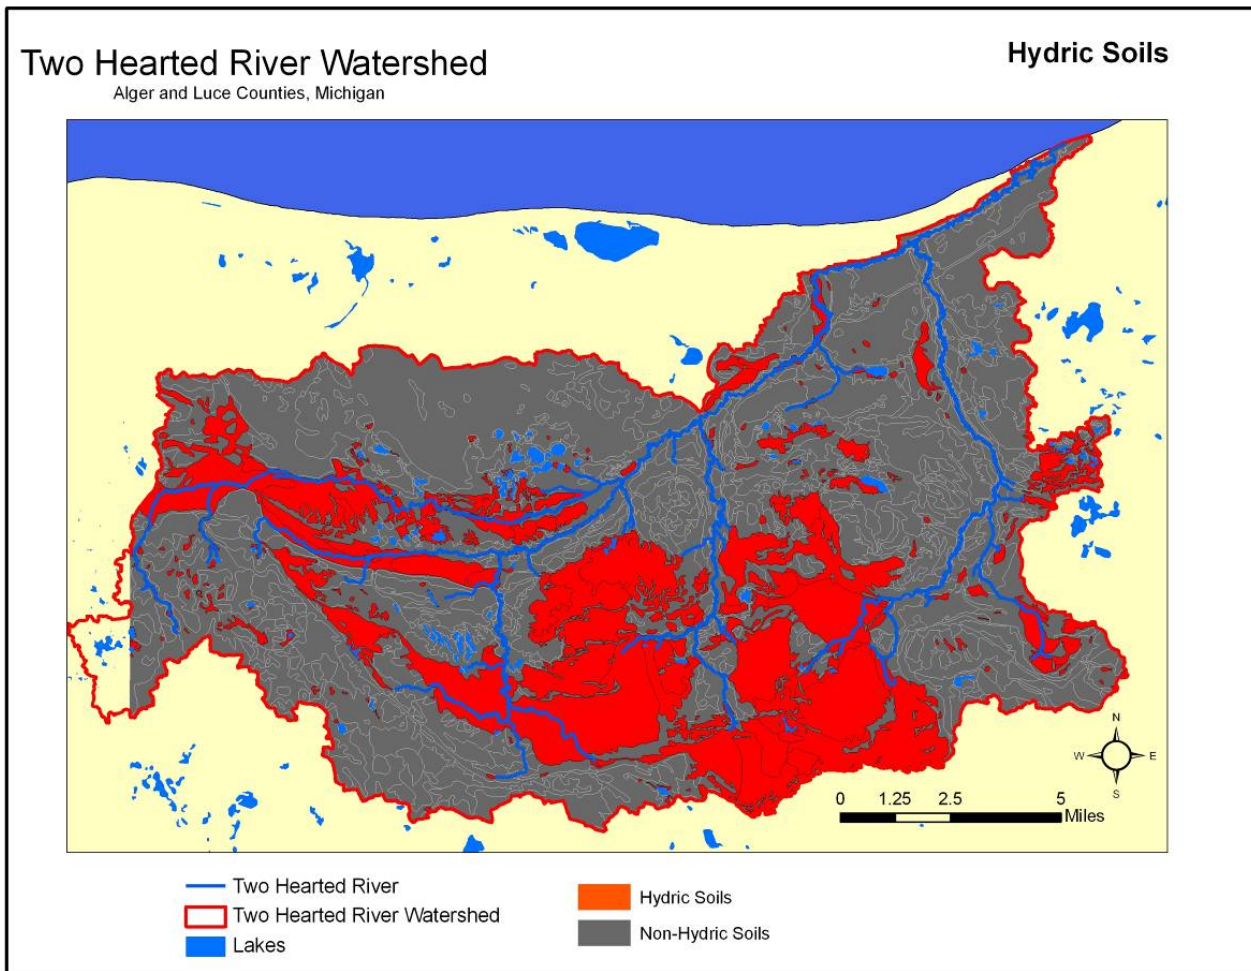 Two Hearted River Watershed
Alger and Luce Counties, Michigan
Hydric Soils
N
W E
S
0 1.25 2.5 5
Miles
Two Hearted River
Two Hearted River Watershed
Lakes
Hydric Soils
Non-Hydric Soils